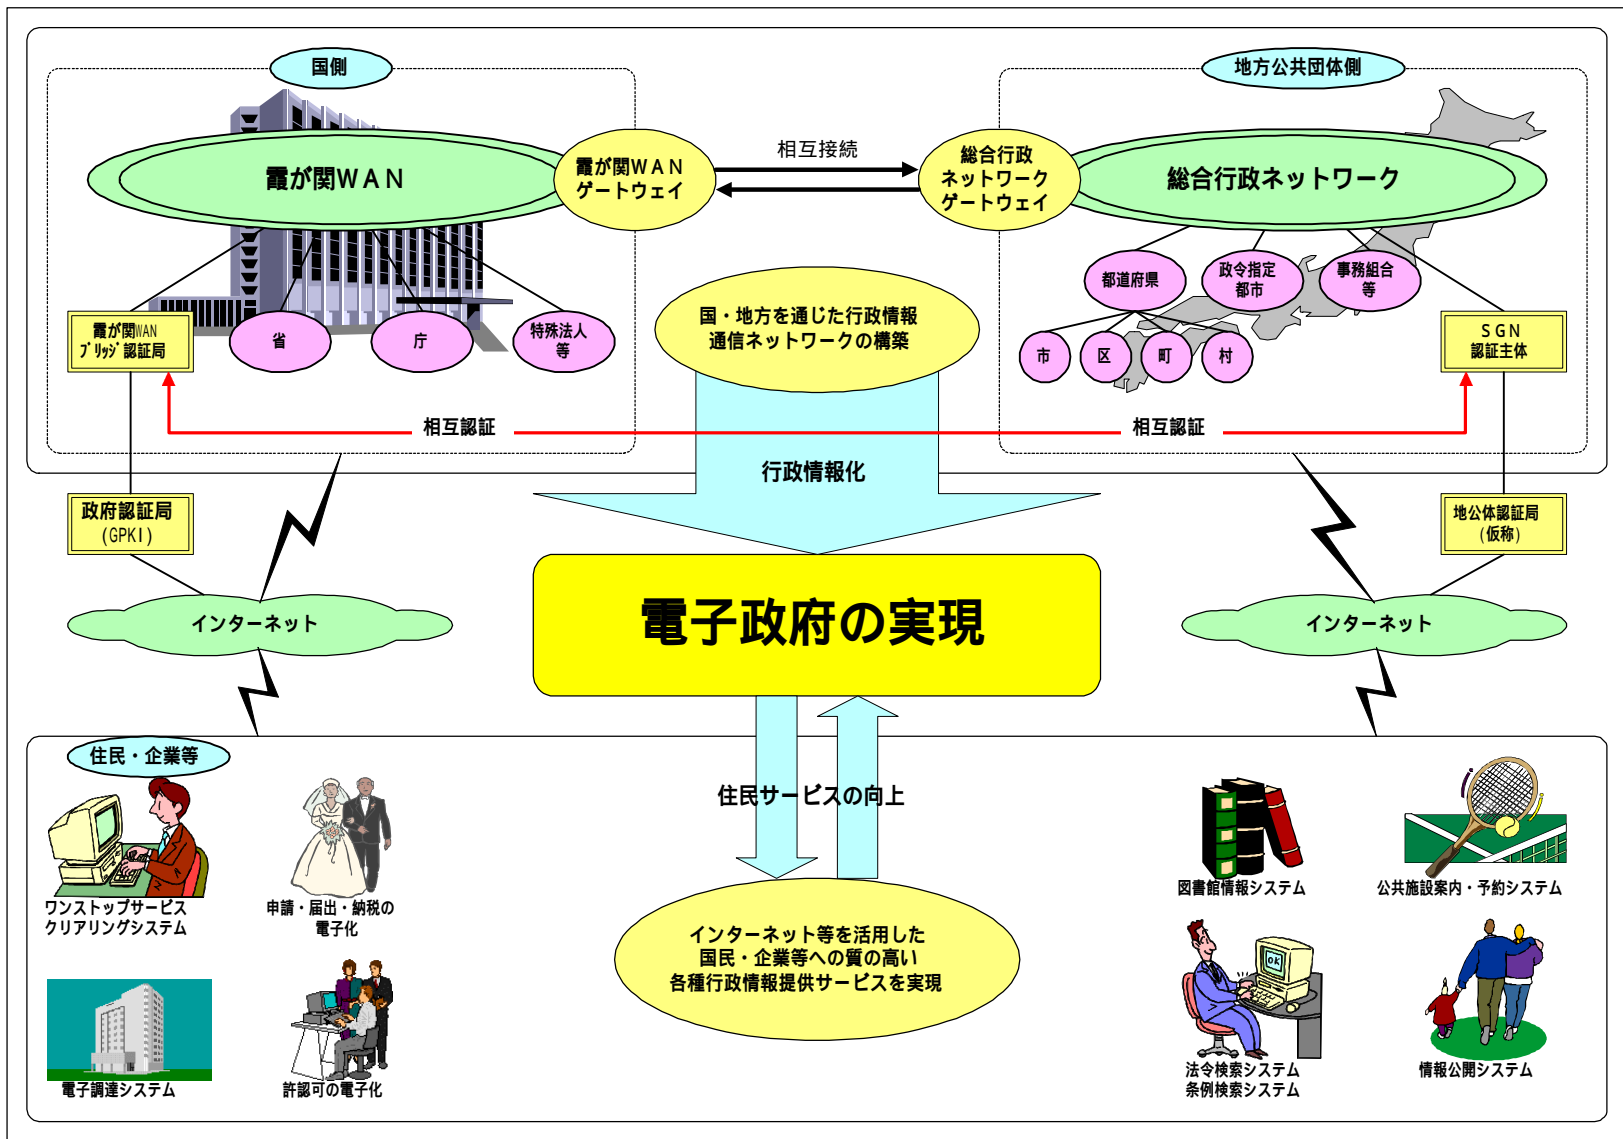 国側
地方公共団体側
霞が関ＷＡＮ
霞が関ＷＡＮ
ゲートウェイ
相互接続
総合行政
ネットワーク
ゲートウェイ
総合行政ネットワーク
都道府県
政令指定
都市
事務組合
等
国・地方を通じた行政情報
通信ネットワークの構築
霞が関WAN
ﾌﾞﾘｯｼﾞ認証局
省
庁
特殊法人
等
市
区
町
村
ＳＧＮ
認証主体
相互認証
相互認証
行政情報化
政府認証局
(GPKI)
地公体認証局
(仮称)
インターネット
電子政府の実現
インターネット
住民・企業等
住民サービスの向上
ワンストップサービス
クリアリングシステム
申請・届出・納税の
電子化
図書館情報システム
公共施設案内・予約システム
インターネット等を活用した
国民・企業等への質の高い
各種行政情報提供サービスを実現
OK
電子調達システム
許認可の電子化
法令検索システム
条例検索システム
情報公開システム